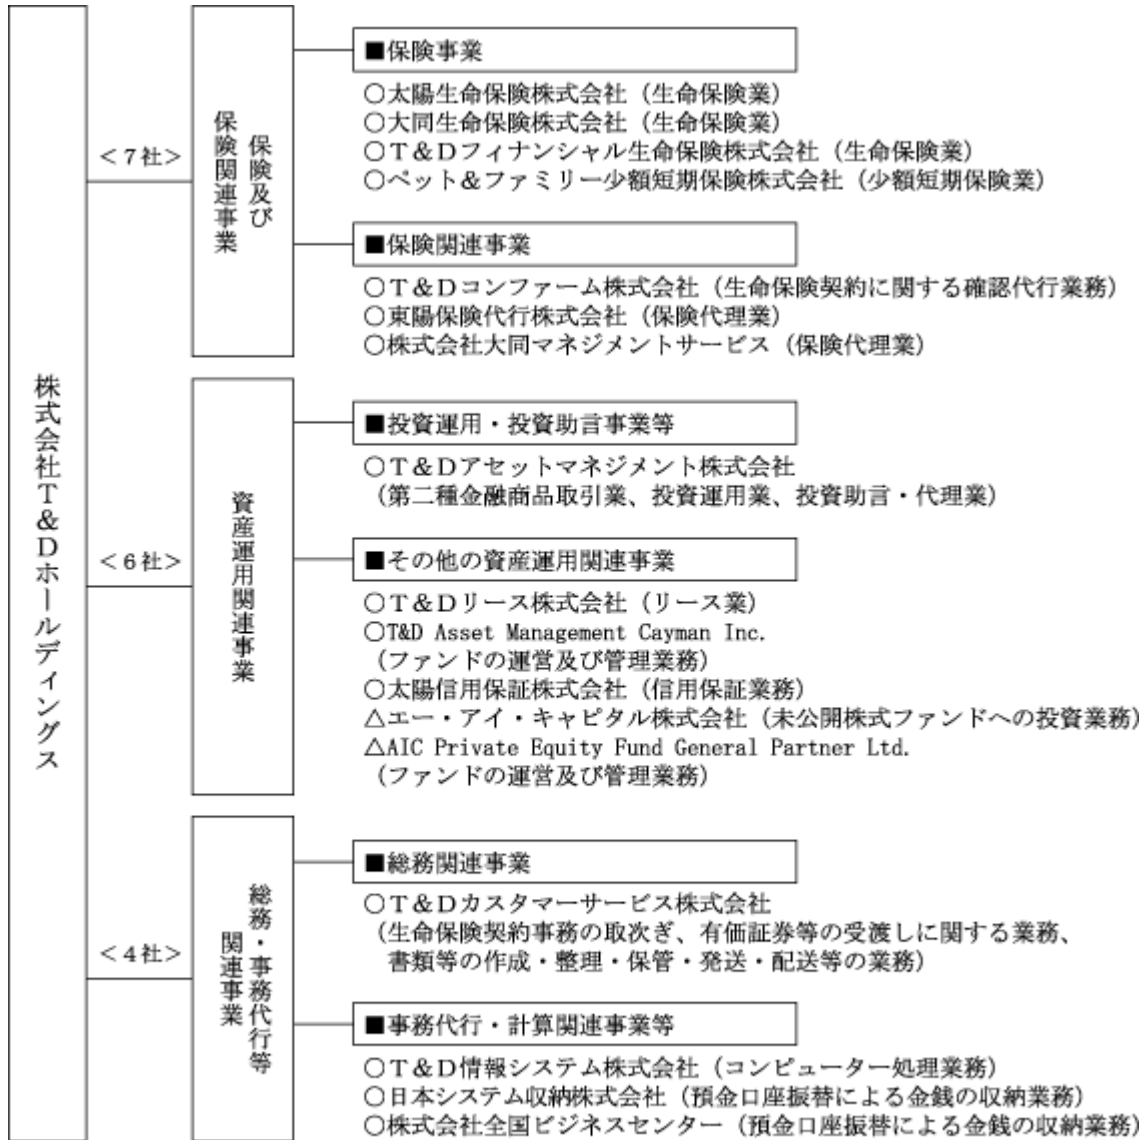 株式会社T&Dホールディングス
<7社>
保険及び
保険関連事業
■保険事業
○太陽生命保険株式会社(生命保険業)
○大同生命保険株式会社(生命保険業)
○T&Dフィナンシャル生命保険株式会社(生命保険業)
○ペット&ファミリー少額短期保険株式会社(少額短期保険業)
■保険関連事業
○T&Dコンファーム株式会社(生命保険契約に関する確認代行業務)
○東陽保険代行株式会社(保険代理業)
○株式会社大同マネジメントサービス(保険代理業)
<6社>
資産運用関連事業
■投資運用・投資助言事業等
○T&Dアセットマネジメント株式会社
(第二種金融商品取引業、投資運用業、投資助言・代理業)
■その他の資産運用関連事業
○T&Dリース株式会社(リース業)
○T&D Asset Management Cayman Inc.
(ファンドの運営及び管理業務)
○太陽信用保証株式会社(信用保証業務)
△エー・アイ・キャピタル株式会社(未公開株式ファンドへの投資業務)
△AIC Private Equity Fund General Partner Ltd.
(ファンドの運営及び管理業務)
<4社>
総務・事務代行等
関連事業
■総務関連事業
○T&Dカスタマーサービス株式会社
(生命保険契約事務の取次ぎ、有価証券等の受渡しに関する業務、
書類等の作成・整理・保管・発送・配送等の業務)
■事務代行・計算関連事業等
○T&D情報システム株式会社(コンピューター処理業務)
○日本システム収納株式会社(預金口座振替による金銭の収納業務)
○株式会社全国ビジネスセンター(預金口座振替による金銭の収納業務)